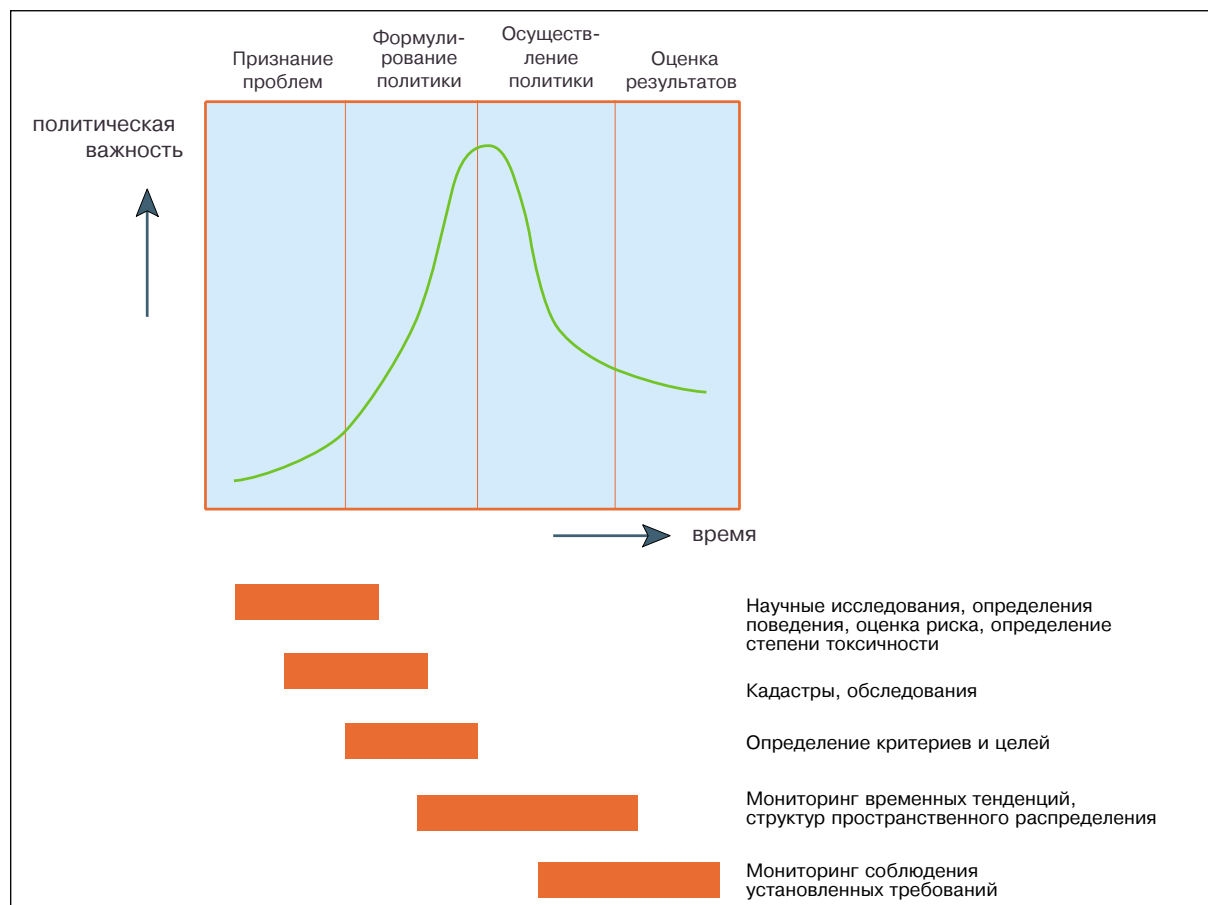 Признание
проблем
Формули-
рование
политики
Осуществ-
ление
политики
Оценка
результатов
политическая
важность
время
Научные исследования, определения
поведения, оценка риска, определение
степени токсичности
Кадастры, обследования
Определение критериев и целей
Мониторинг временных тенденций,
структур пространственного распределения
Мониторинг соблюдения
установленных требований